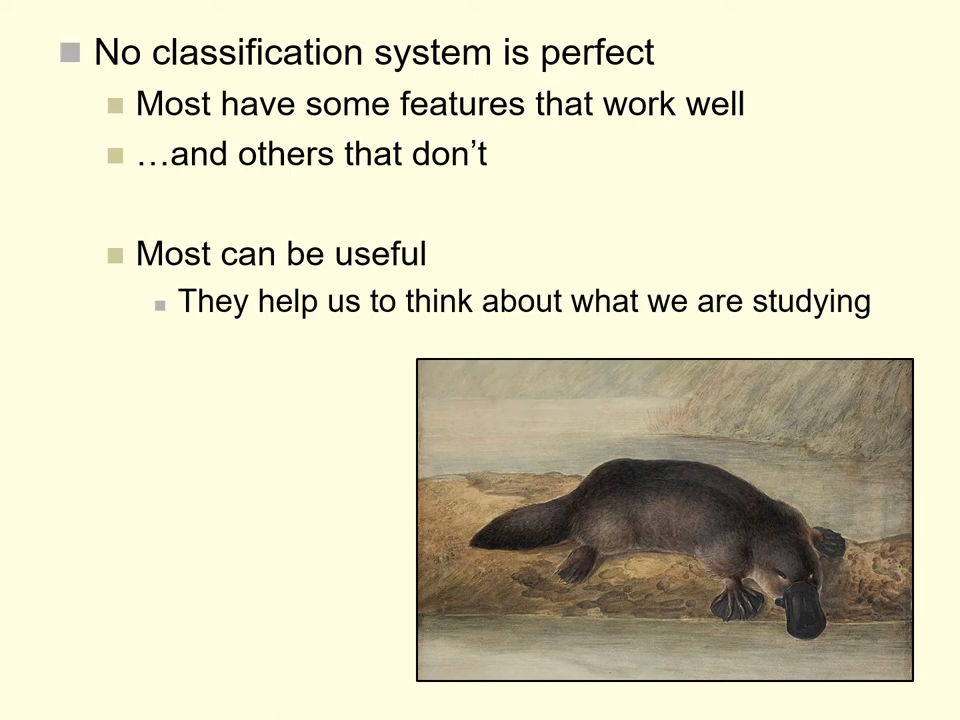 No classification system is perfect
Most have some features that work well
…and others that don’t
Most can be useful
They help us to think about what we are studying